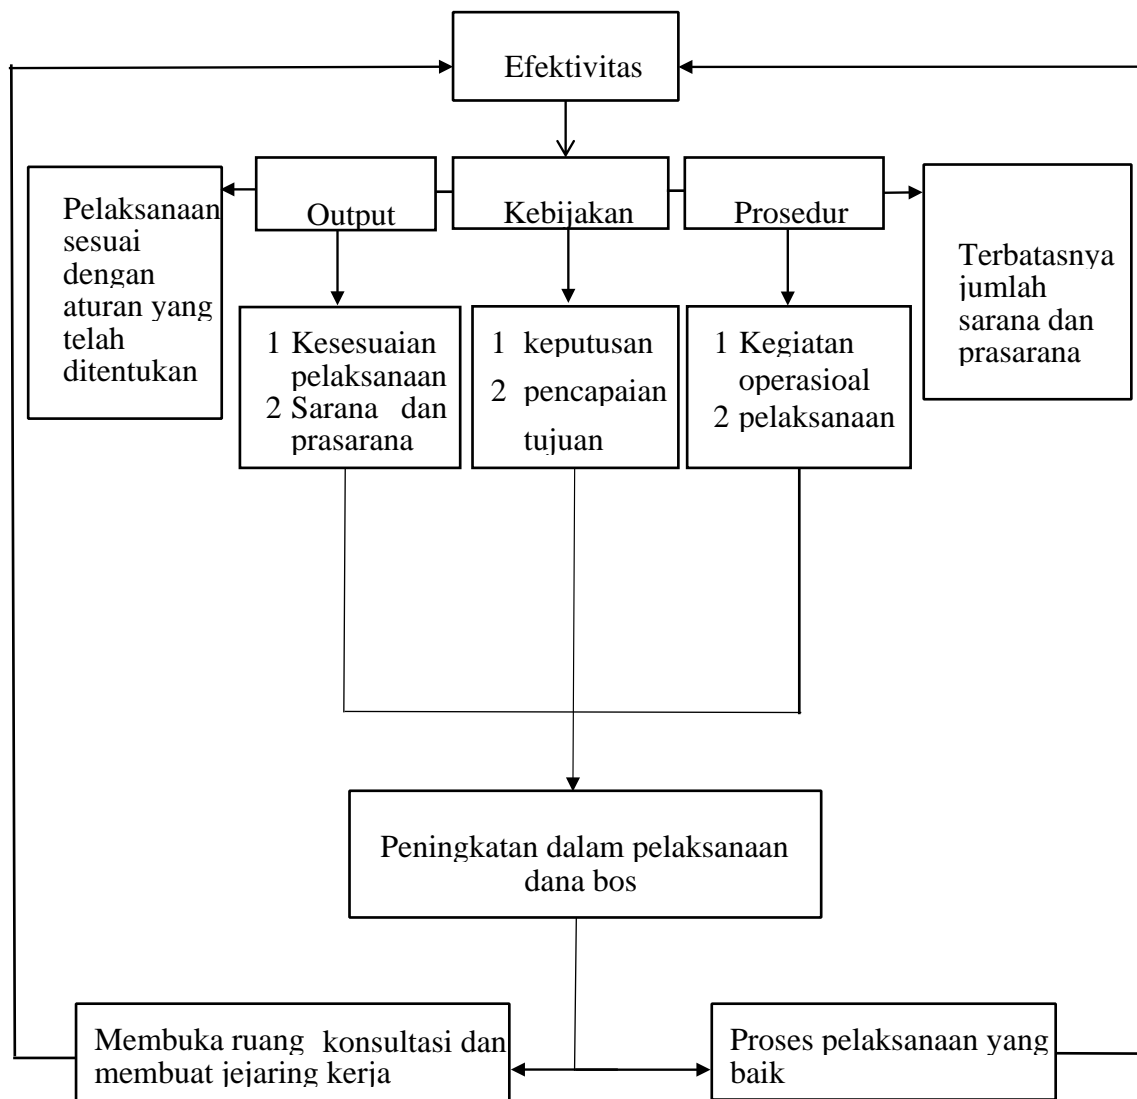 Efektivitas
Output
Kebijakan
Prosedur
Pelaksanaan
sesuai
dengan
aturan yang
telah
ditentukan
Terbatasnya
jumlah
sarana dan
prasarana
1 Kesesuaian
pelaksanaan
2 Sarana dan
prasarana
1 keputusan
2 pencapaian
tujuan
1 Kegiatan
operasioal
2 pelaksanaan
Peningkatan dalam pelaksanaan
dana bos
Membuka ruang konsultasi dan
membuat jejaring kerja
Proses pelaksanaan yang
baik